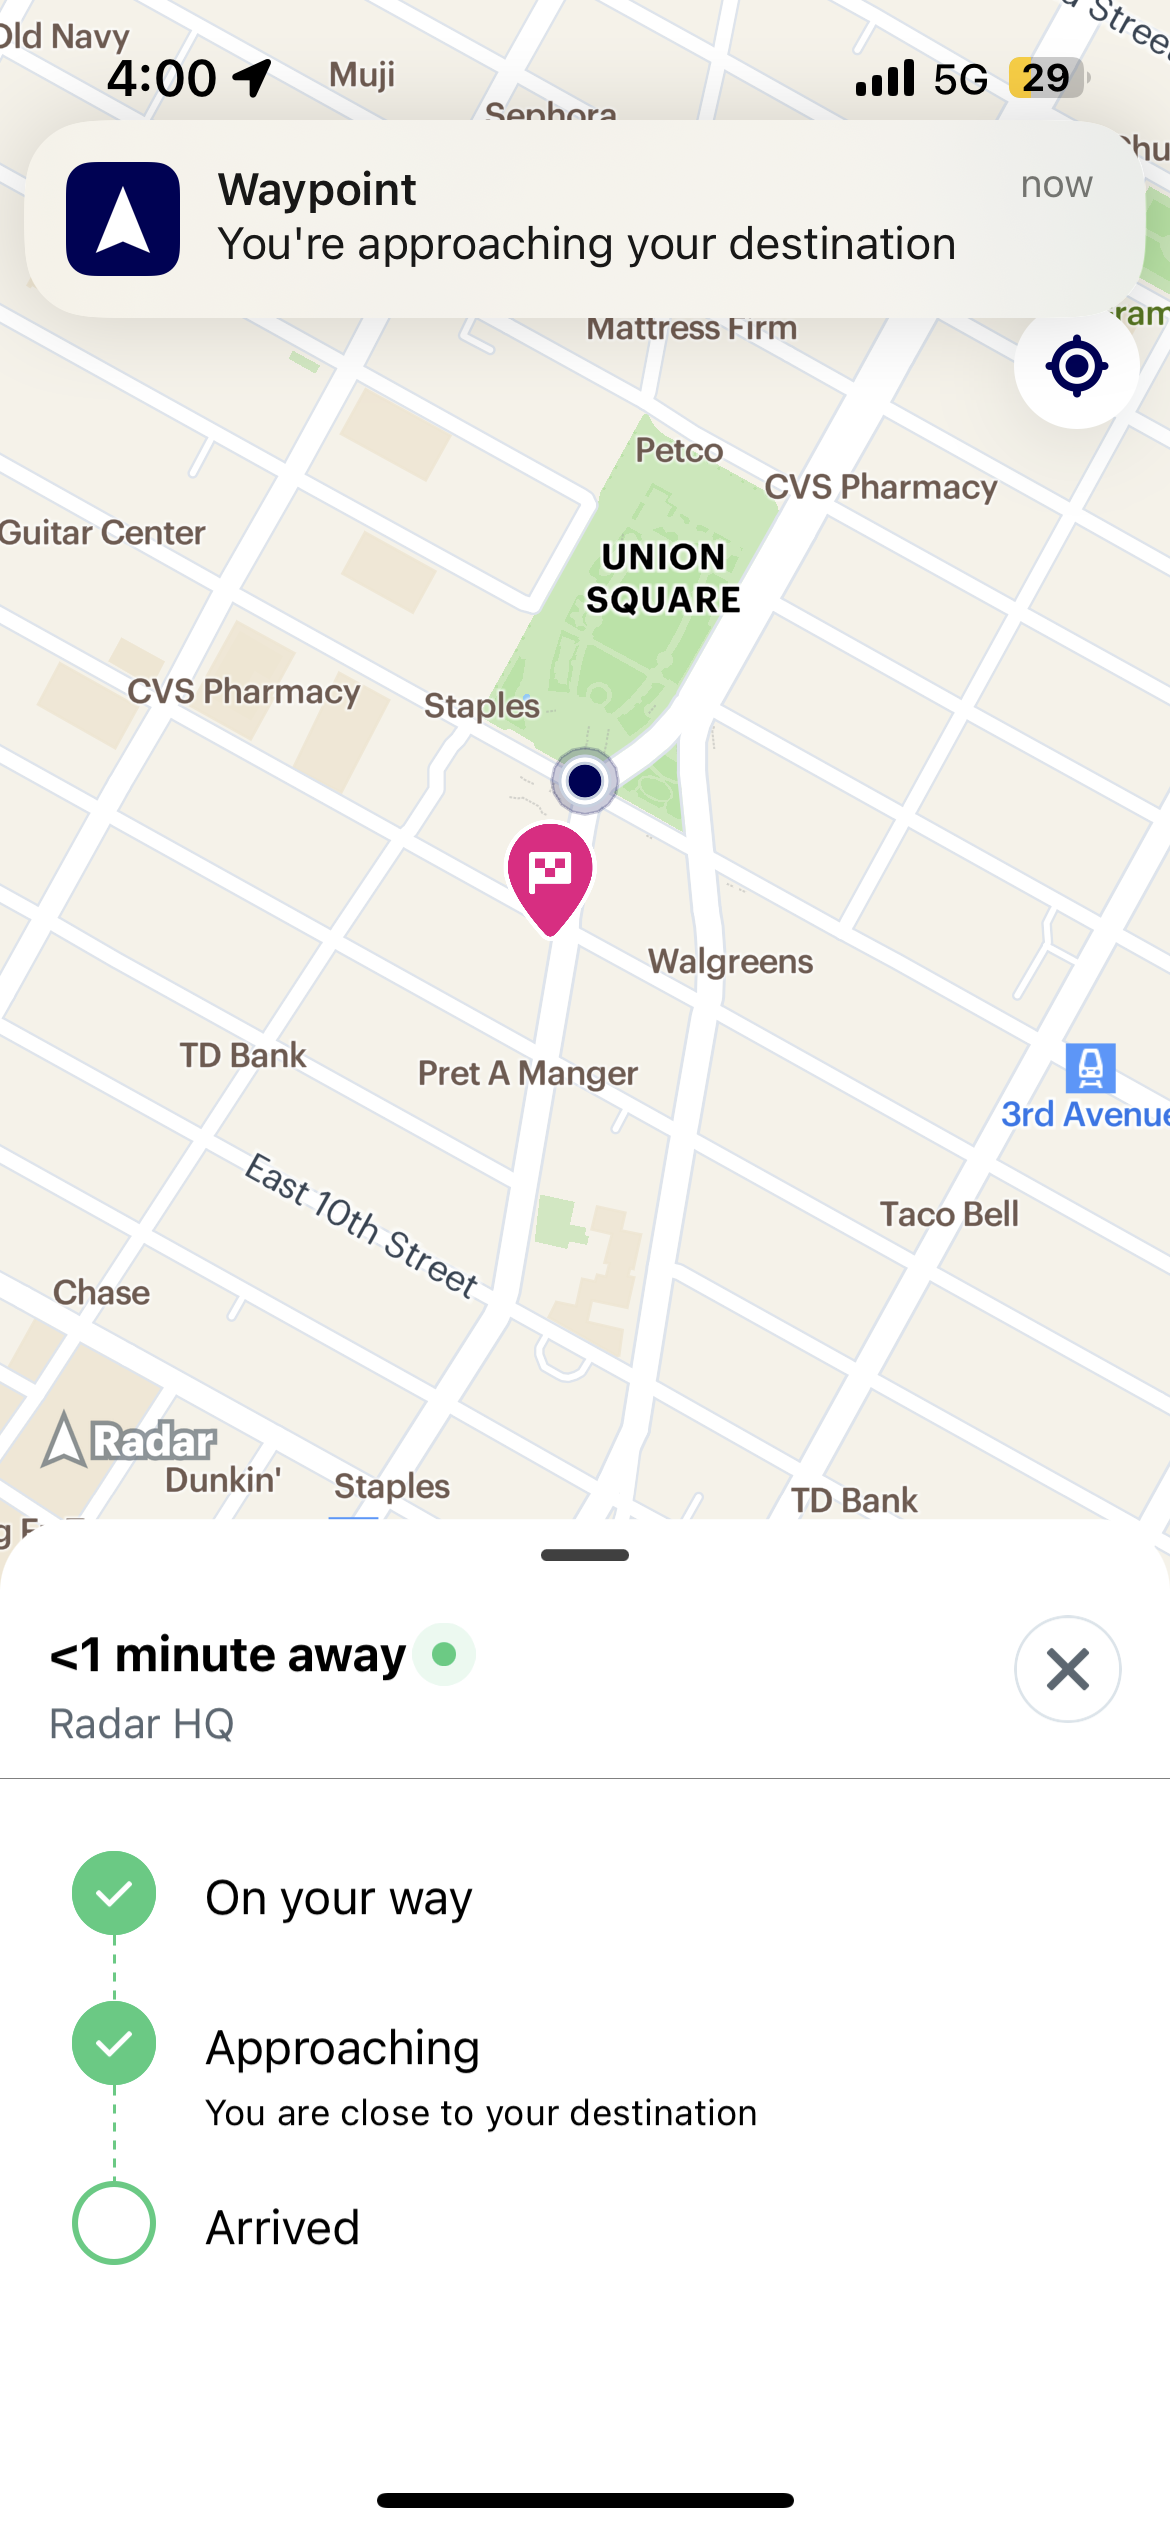 Old Navy
d Stree
4:00
Muji
5G
29
Sephora
Waypoint
now
You're approaching your destination
Mattress Firm
Petco
CVS Pharmacy
Guitar Center
UNION
SQUARE
CVS Pharmacy
Staples
Walgreens
TD Bank
Pret A Manger
3rd Avenue
East 10th Street
Taco Bell
Chase
Radar
Dunkin'
Staples
TD Bank
<1 minute away
Radar HQ
On your way
Approaching
You are close to your destination
Arrived